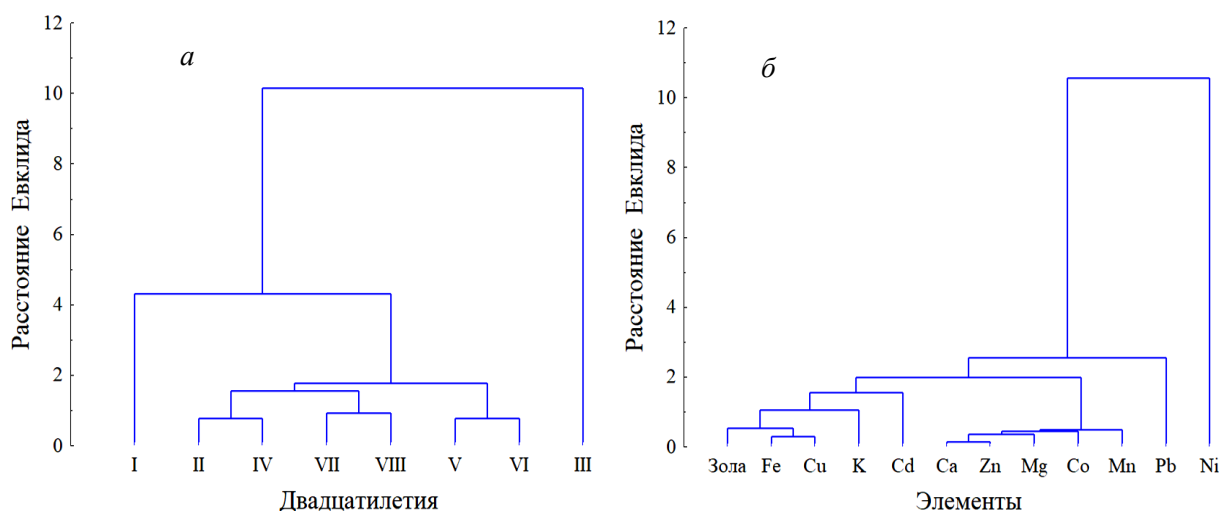 а
Расстояние Евклида
12
10
8
6
4
2
0
I II IV VII VIII V VI III
Двадцатилетия
б
Расстояние Евклида
12
10
8
6
4
2
0
Зола Fe Cu K Cd Ca Zn Mg Co Mn Pb Ni
Элементы